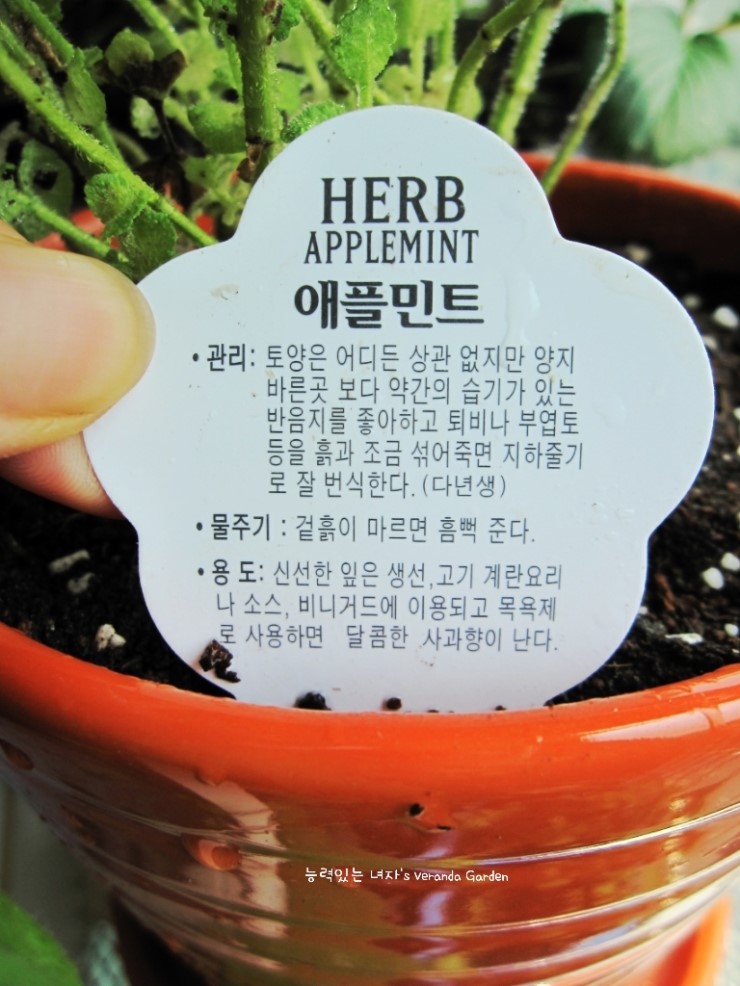 HERB
APPLEMINT
애플민트
• 관리: 토양은 어디든 상관 없지만 양지
바른곳 보다 약간의 습기가 있는
반음지를 좋아하고 퇴비나 부엽토
등을 흙과 조금 섞어죽면 지하줄기
로 잘 번식한다. (다년생)
• 물주기 : 겉흙이 마르면 흠뻑 준다.
• 용 도: 신선한 잎은 생선,고기 계란요리
나 소스, 비니거드에 이용되고 목욕제
로 사용하면 달콤한 사과향이 난다.
능력있는 녀자's Veranda Garden